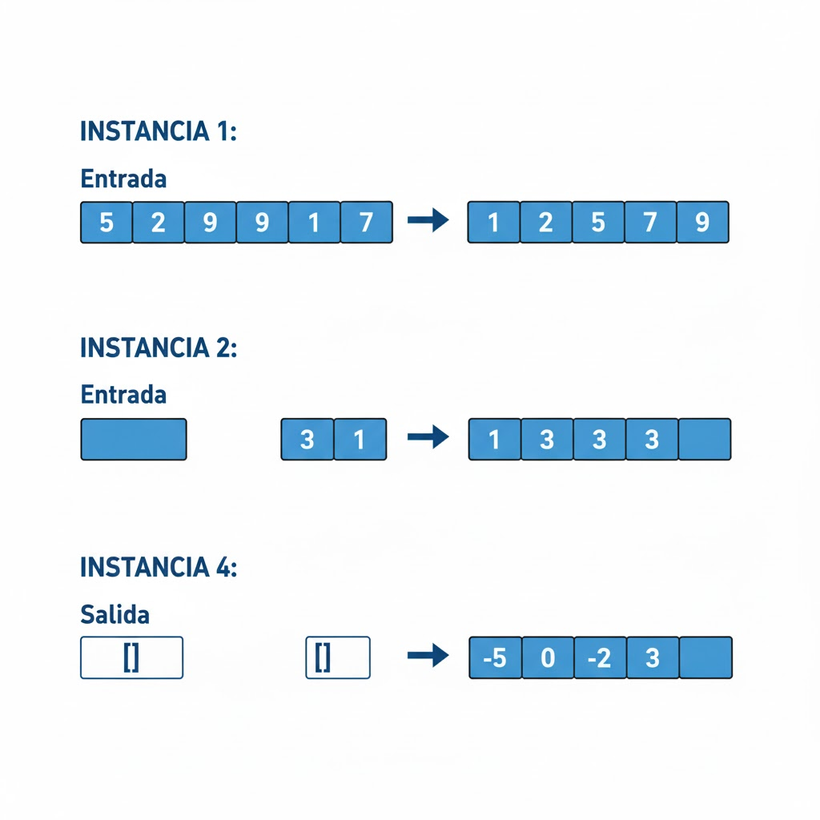 INSTANCIA 1:
Entrada
5 2 9 9 1 7 → 1 2 5 7 9
INSTANCIA 2:
Entrada
3 1 → 1 3 3 3
INSTANCIA 4:
Salida
[] [] → -5 0 -2 3